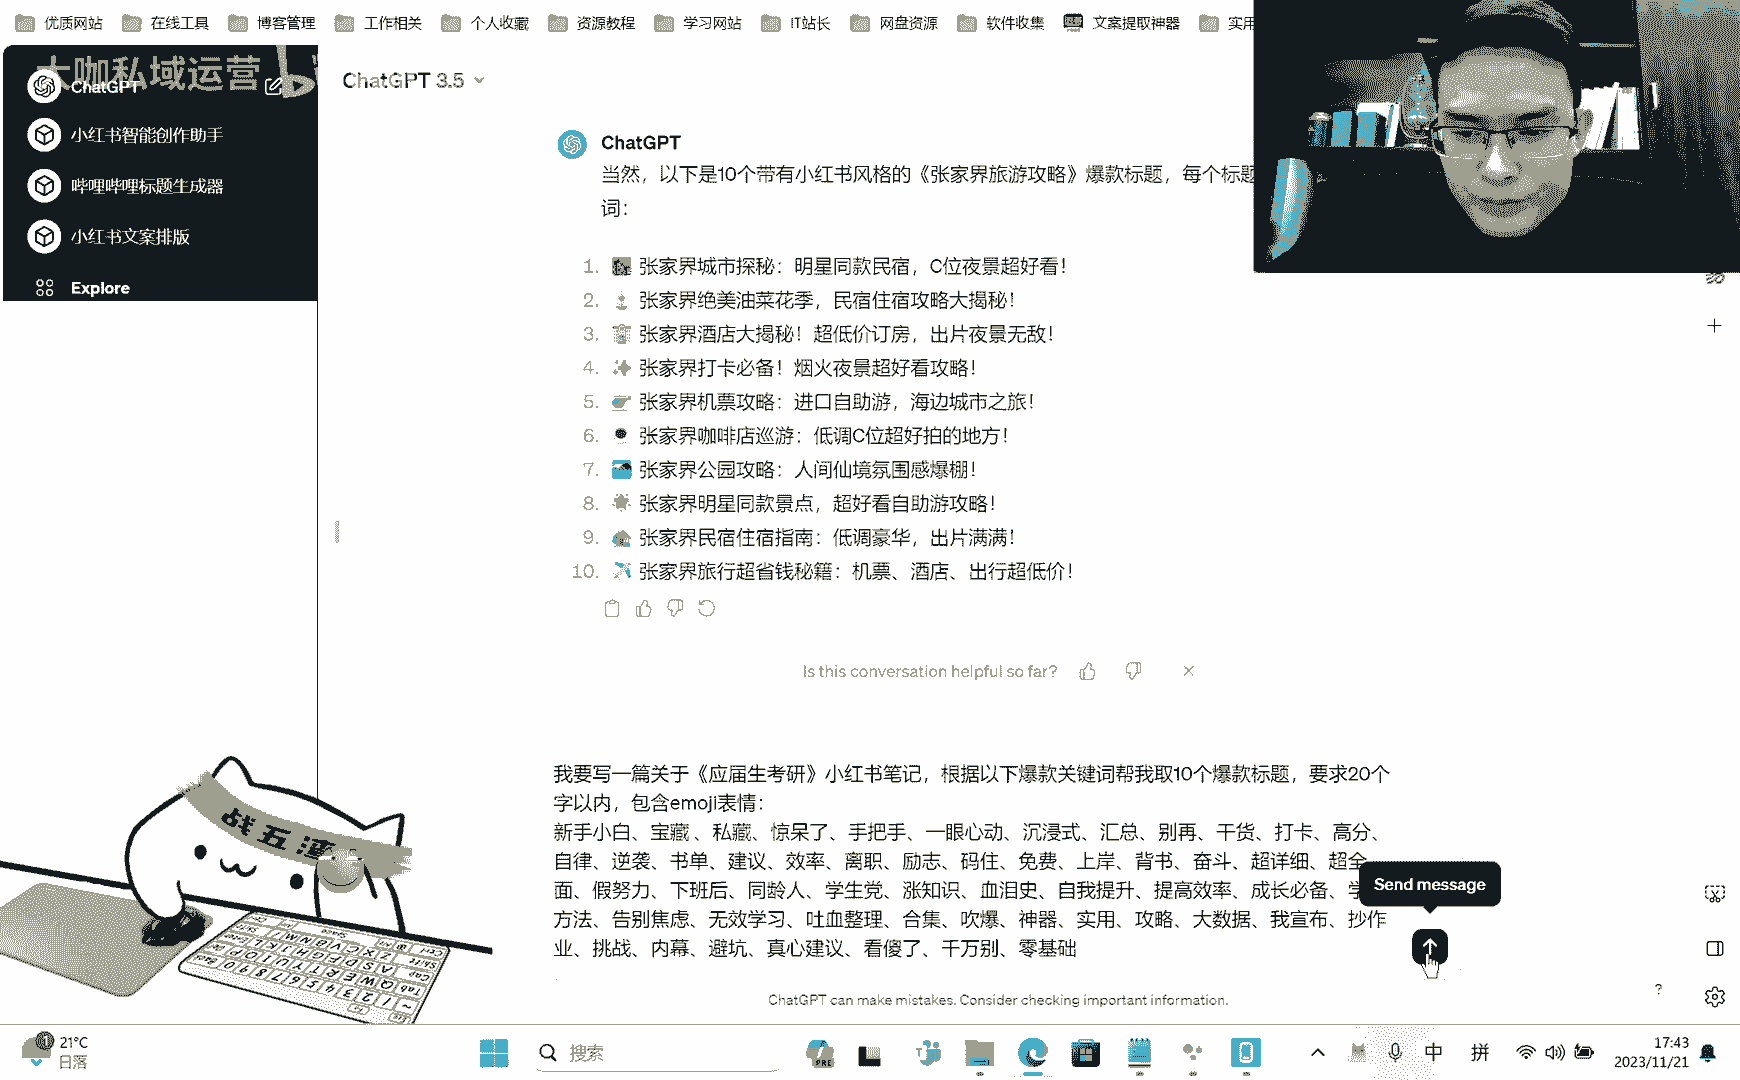 优质网站 在线工具 博客管理 工作相关 个人收藏 资源教程 学习网站 IT站长 网盘资源 软件收集 文案提取神器 实用
大咖私域运营
ChatGPT
小红书智能创作助手
哔哩哔哩标题生成器
小红书文案排版
Explore
ChatGPT 3.5
ChatGPT
当然，以下是10个带有小红书风格的《张家界旅游攻略》爆款标题，每个标题
词：
1. 张家界城市探秘：明星同款民宿，C位夜景超好看！
2. 张家界绝美油菜花季，民宿住宿攻略大揭秘！
3. 张家界酒店大揭秘！超低价订房，出片夜景无敌！
4. 张家界打卡必备！烟火夜景超好看攻略！
5. 张家界机票攻略：进口自助游，海边城市之旅！
6. 张家界咖啡店巡游：低调C位超好拍的地方！
7. 张家界公园攻略：人间仙境氛围感爆棚！
8. 张家界明星同款景点，超好看自助游攻略！
9. 张家界民宿住宿指南：低调豪华，出片满满！
10. 张家界旅行超省钱秘籍：机票、酒店、出行超低价！
Is this conversation helpful so far?
我要写一篇关于《应届生考研》小红书笔记，根据以下爆款关键词帮我取10个爆款标题，要求20个
字以内，包含emoji表情：
新手小白、宝藏 、私藏、惊呆了、手把手、一眼心动、沉浸式、汇总、别再、干货、打卡、高分、
自律、逆袭、书单、建议、效率、离职、励志、码住、免费、上岸、背书、奋斗、超详细、超全
面、假努力、下班后、同龄人、学生党、涨知识、血泪史、自我提升、提高效率、成长必备、学
方法、告别焦虑、无效学习、吐血整理、合集、吹爆、神器、实用、攻略、大数据、我宣布、抄作
业、挑战、内幕、避坑、真心建议、看傻了、千万别、零基础
Send message
ChatGPT can make mistakes. Consider checking important information.
?
21°C
日落
搜索
PRE
中 拼
17:43
2023/11/21